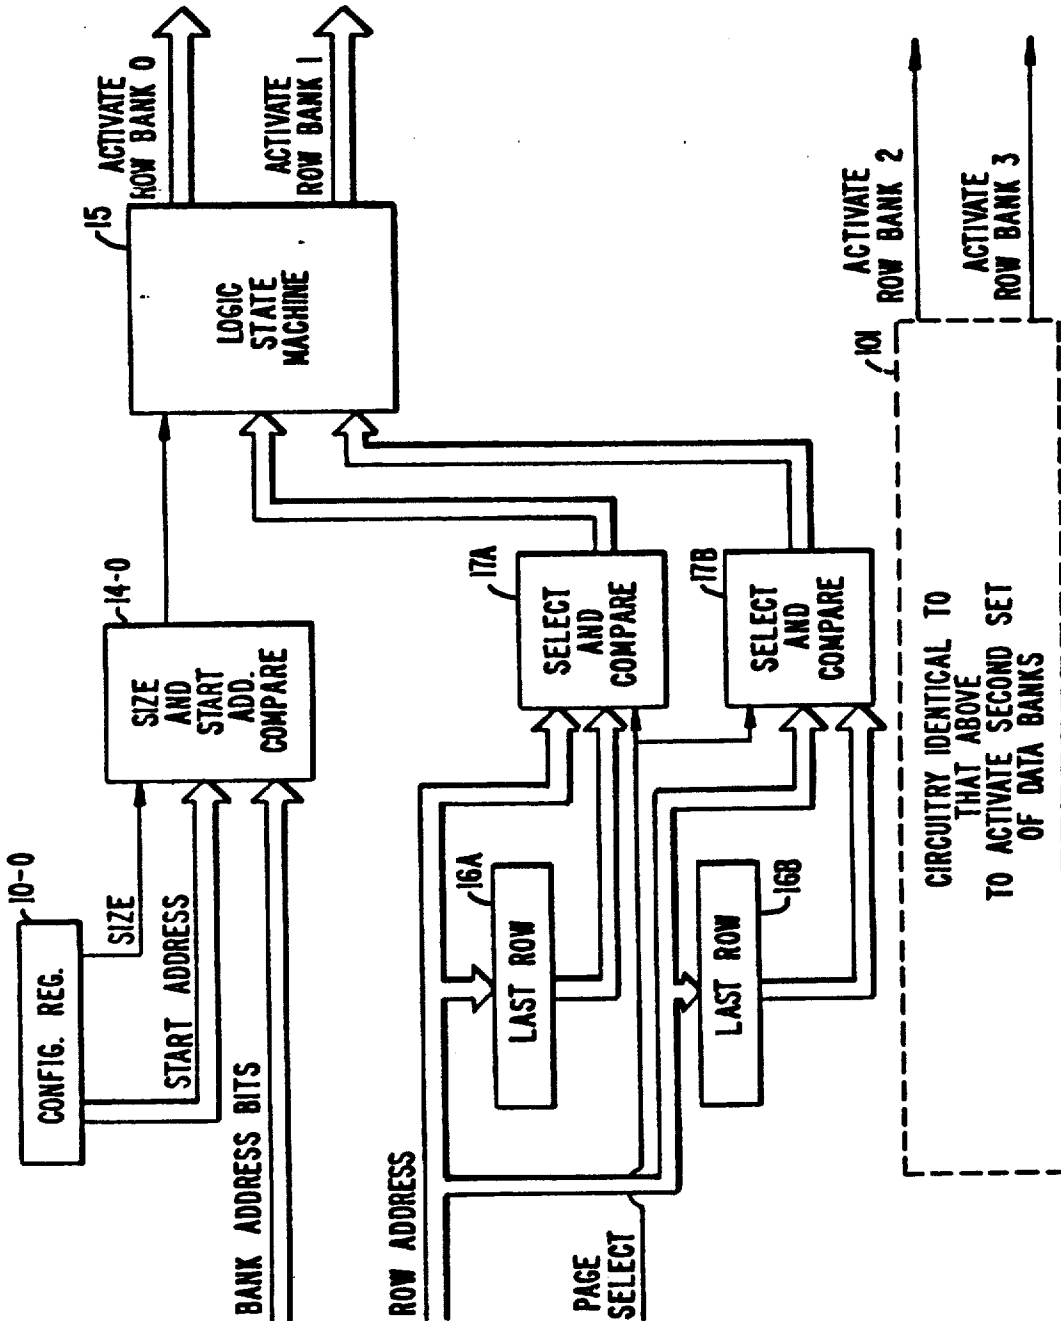 CONFIG. REG.
10-0
SIZE
START ADDRESS
BANK ADDRESS BITS
SIZE
AND
START
ADD.
COMPARE
14-0
LOGIC
STATE
MACHINE
15
ACTIVATE
ROW BANK 0
ACTIVATE
ROW BANK 1
ROW ADDRESS
PAGE
SELECT
LAST ROW
16A
LAST ROW
16B
SELECT
AND
COMPARE
17A
SELECT
AND
COMPARE
17B
ACTIVATE
ROW BANK 2
ACTIVATE
ROW BANK 3
101
CIRCUITRY IDENTICAL TO
THAT ABOVE
TO ACTIVATE SECOND SET
OF DATA BANKS